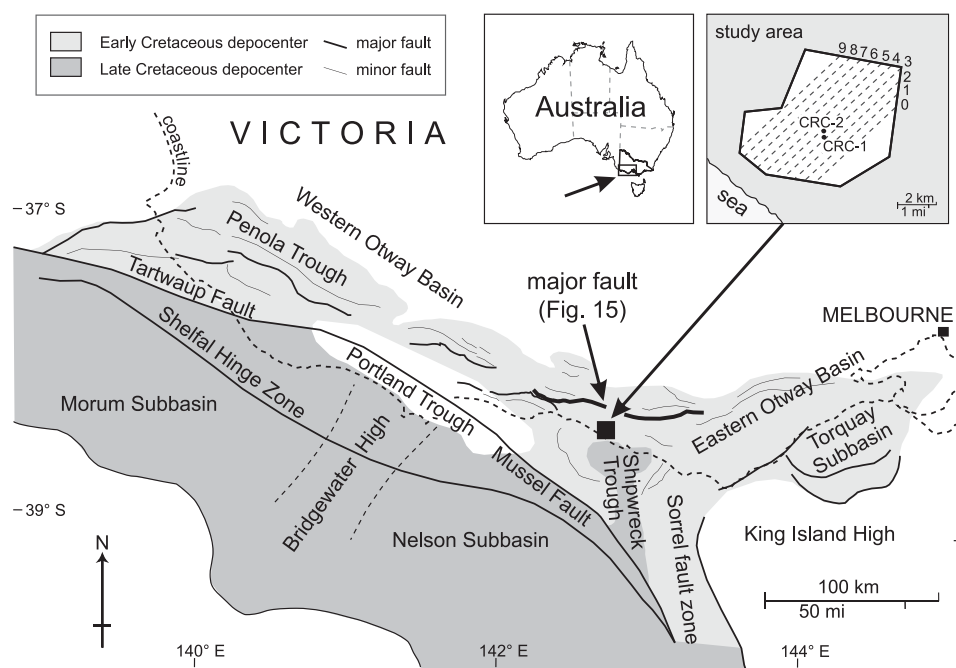 Early Cretaceous depocenter
major fault
Late Cretaceous depocenter
minor fault
Australia
study area
9 8 7 6 5 4 3
2
1
0
CRC-2
CRC-1
2 km
1 mi
sea
VICTORIA
coastline
37° S
Western Otway Basin
Penola Trough
Tartwaup Fault
major fault
(Fig. 15)
MELBOURNE
Shelfal Hinge Zone
Portland Trough
Eastern Otway Basin
Morum Subbasin
Torquay
Subbasin
Bridgewater High
Mussel Fault
Shipwreck
Trough
39° S
Nelson Subbasin
Sorrel fault zone
King Island High
N
100 km
50 mi
140° E
142° E
144° E